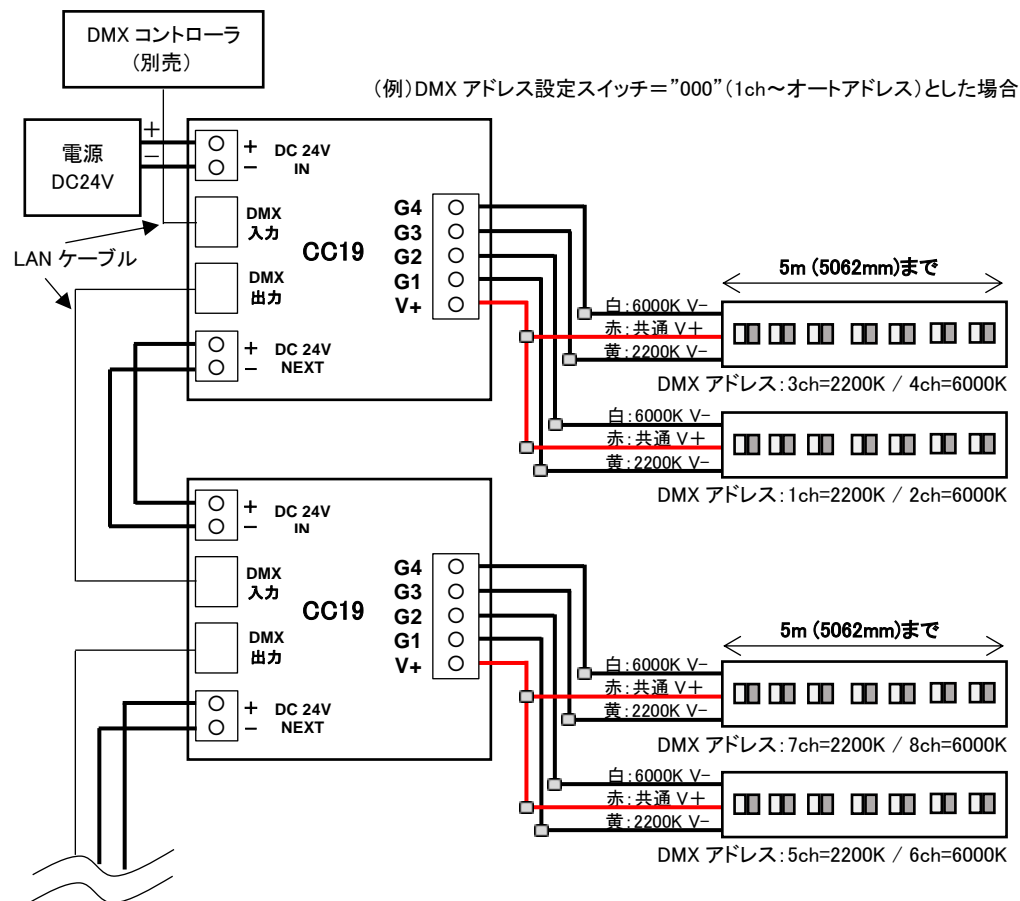 DMX コントローラ
(別売)
(例)DMX アドレス設定スイッチ="000"(1ch～オートアドレス)とした場合
電源
DC24V
+
−
LAN ケーブル
+ DC 24V
− IN
DMX
入力
DMX
出力
+ DC 24V
− NEXT
CC19
G4
G3
G2
G1
V+
5m (5062mm)まで
白:6000K V-
赤:共通 V+
黄:2200K V-
DMX アドレス:3ch=2200K / 4ch=6000K
白:6000K V-
赤:共通 V+
黄:2200K V-
DMX アドレス:1ch=2200K / 2ch=6000K
+ DC 24V
− IN
DMX
入力
DMX
出力
+ DC 24V
− NEXT
CC19
G4
G3
G2
G1
V+
5m (5062mm)まで
白:6000K V-
赤:共通 V+
黄:2200K V-
DMX アドレス:7ch=2200K / 8ch=6000K
白:6000K V-
赤:共通 V+
黄:2200K V-
DMX アドレス:5ch=2200K / 6ch=6000K